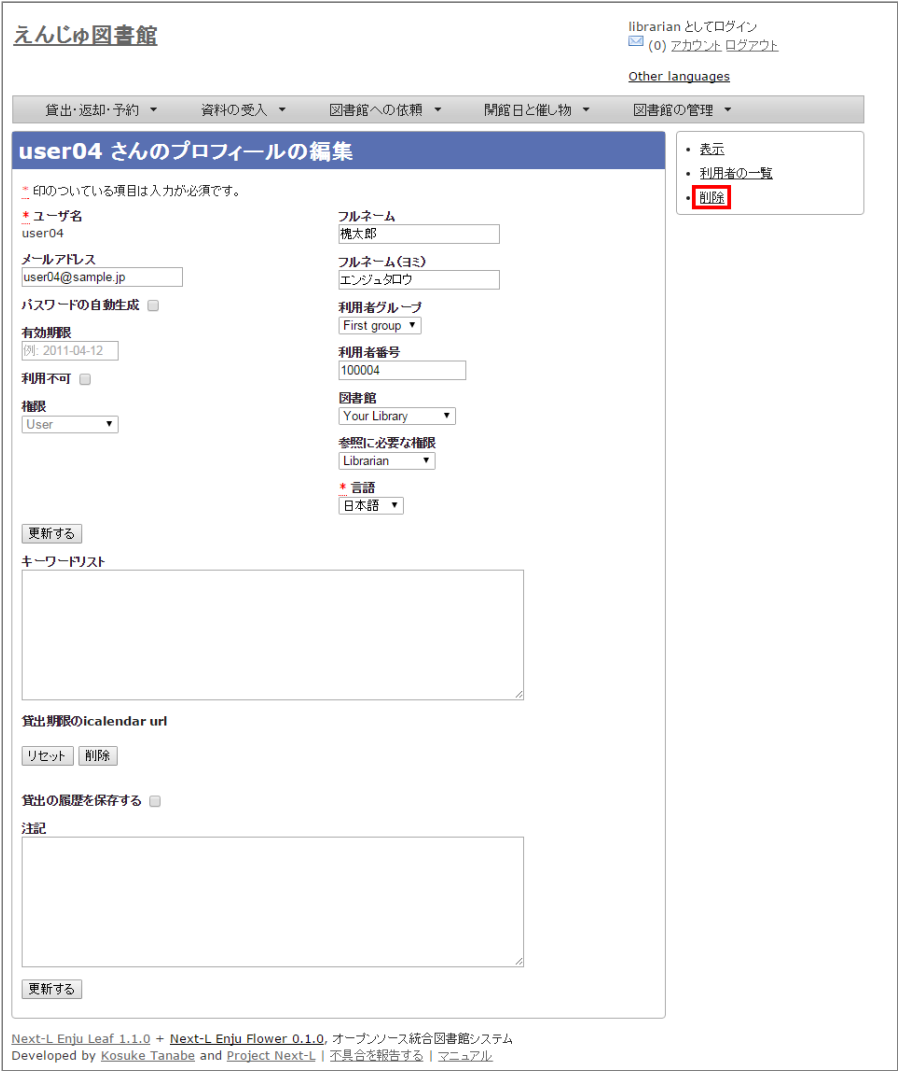 えんじゅ図書館
librarian としてログイン
(0) アカウント ログアウト
Other languages
貸出・返却・予約 ▼ 資料の受入 ▼ 図書館への依頼 ▼ 開館日と催し物 ▼ 図書館の管理 ▼
user04 さんのプロフィールの編集
* 印のついている項目は入力が必須です。
* ユーザ名
user04
メールアドレス
user04@sample.jp
パスワードの自動生成
有効期限
例: 2011-04-12
利用不可
権限
User ▼
フルネーム
槐太郎
フルネーム(ヨミ)
エンジュタロウ
利用者グループ
First group ▼
利用者番号
100004
図書館
Your Library ▼
参照に必要な権限
Librarian ▼
* 言語
日本語 ▼
更新する
キーワードリスト
貸出期限のicalendar url
リセット 削除
貸出の履歴を保存する
注記
更新する
• 表示
• 利用者の一覧
• 削除
Next-L Enju Leaf 1.1.0 + Next-L Enju Flower 0.1.0, オープンソース統合図書館システム
Developed by Kosuke Tanabe and Project Next-L | 不具合を報告する | マニュアル